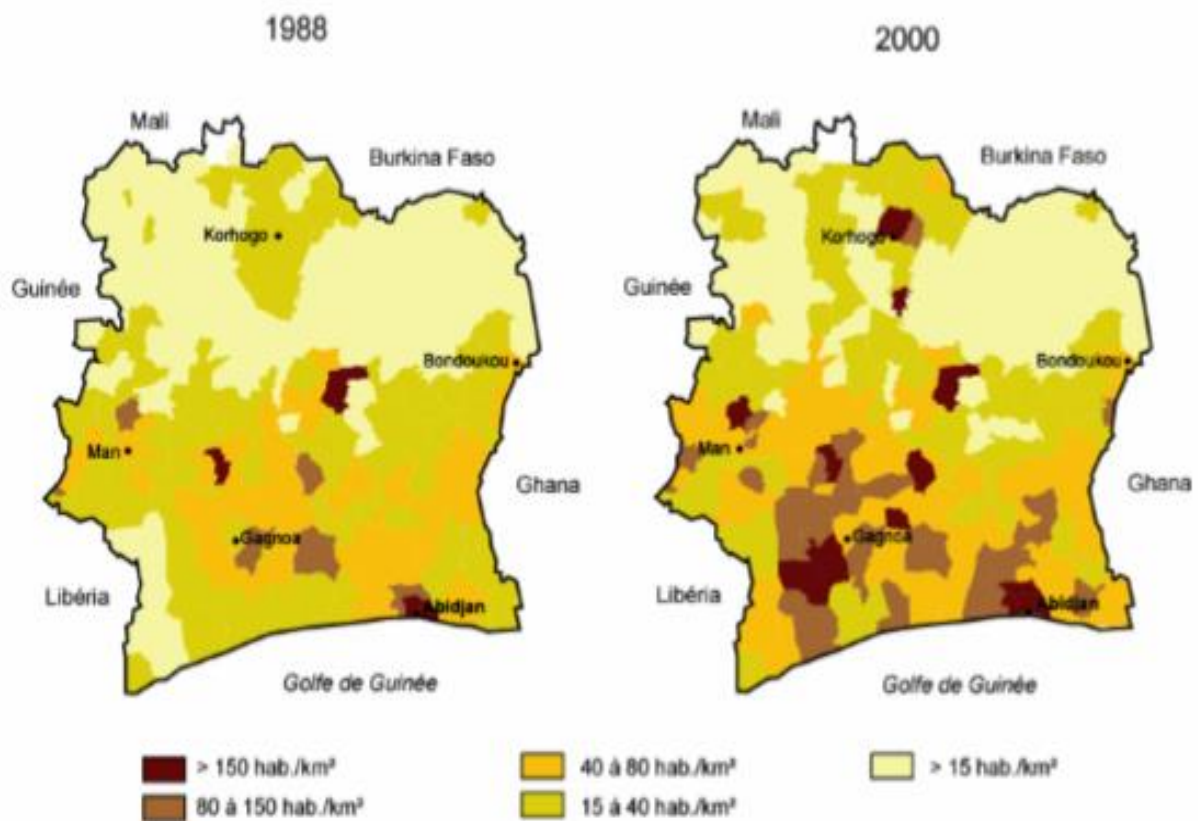 1988
2000
Mali
Burkina Faso
Korhogo
Guinée
Bondoukou
Man
Ghana
Gagnoa
Libéria
Abidjan
Golfe de Guinée
Mali
Burkina Faso
Korhogo
Guinée
Bondoukou
Man
Ghana
Gagnoa
Libéria
Abidjan
Golfe de Guinée
> 150 hab./km²
40 à 80 hab./km²
> 15 hab./km²
80 à 150 hab./km²
15 à 40 hab./km²